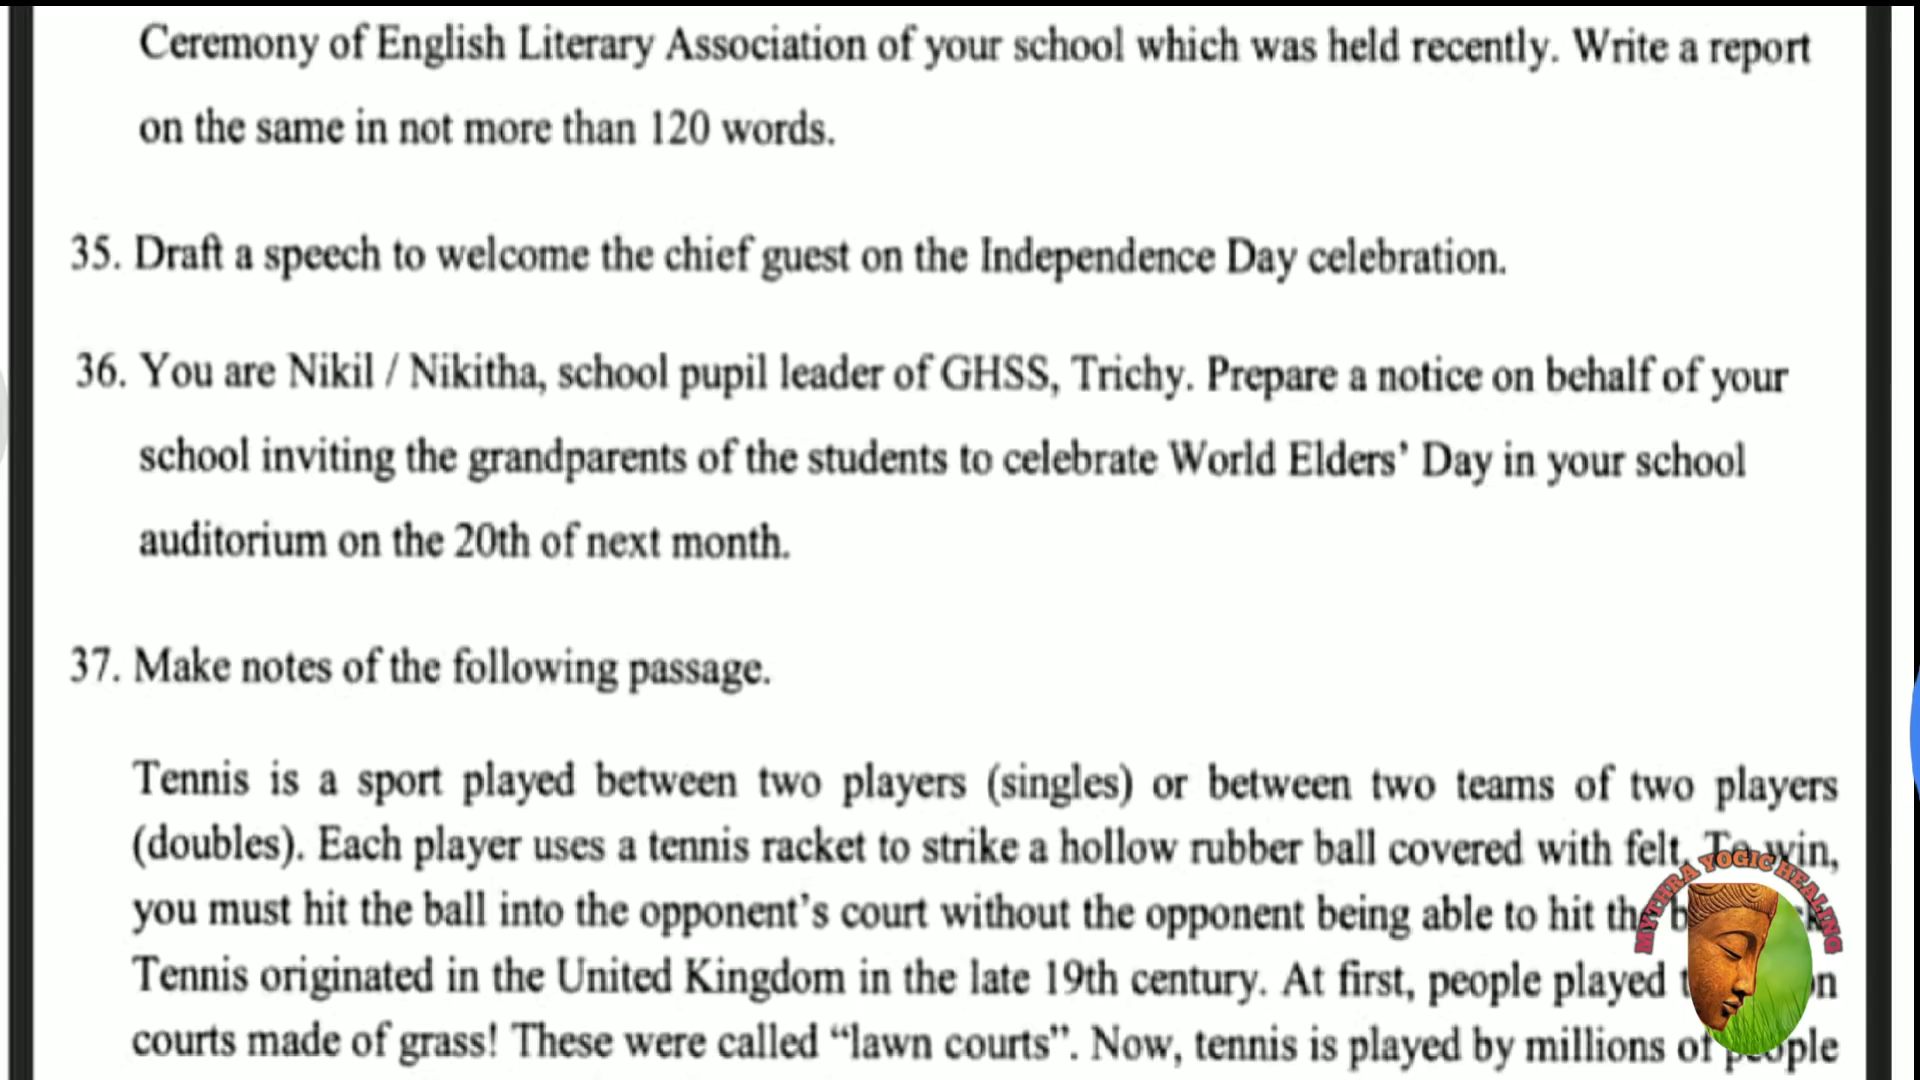 Ceremony of English Literary Association of your school which was held recently. Write a report
on the same in not more than 120 words.
35. Draft a speech to welcome the chief guest on the Independence Day celebration.
36. You are Nikil / Nikitha, school pupil leader of GHSS, Trichy. Prepare a notice on behalf of your
school inviting the grandparents of the students to celebrate World Elders’ Day in your school
auditorium on the 20th of next month.
37. Make notes of the following passage.
Tennis is a sport played between two players (singles) or between two teams of two players
(doubles). Each player uses a tennis racket to strike a hollow rubber ball covered with felt. To win,
you must hit the ball into the opponent’s court without the opponent being able to hit the
Tennis originated in the United Kingdom in the late 19th century. At first, people played
courts made of grass! These were called “lawn courts”. Now, tennis is played by millions of people
MYTHRA YOGIC HEALING